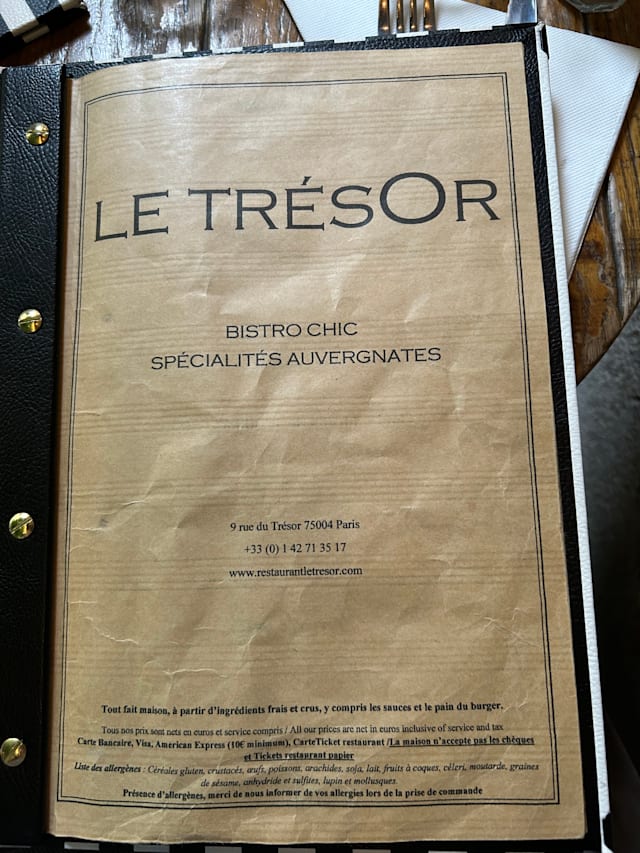 LE TRÉSOR
BISTRO CHIC
SPÉCIALITÉS AUVERGNATES
9 rue du Trésor 75004 Paris
+33 (0) 1 42 71 35 17
www.restaurantletresor.com
Tout fait maison, à partir d'ingrédients frais et crus, y compris les sauces et le pain du burger.
Tous nos prix sont nets en euros et service compris / All our prices are net in euros inclusive of service and tax
Carte Bancaire, Visa, American Express (10€ minimum), CarteTicket restaurant /La maison n'accepte pas les chèques
et Tickets restaurant papier
Liste des allergènes : Céréales gluten, crustacés, œufs, poissons, arachides, soja, lait, fruits à coques, céleri, moutarde, graines
de sésame, anhydride et sulfites, lupin et mollusques.
Présence d'allergènes, merci de nous informer de vos allergies lors de la prise de commande